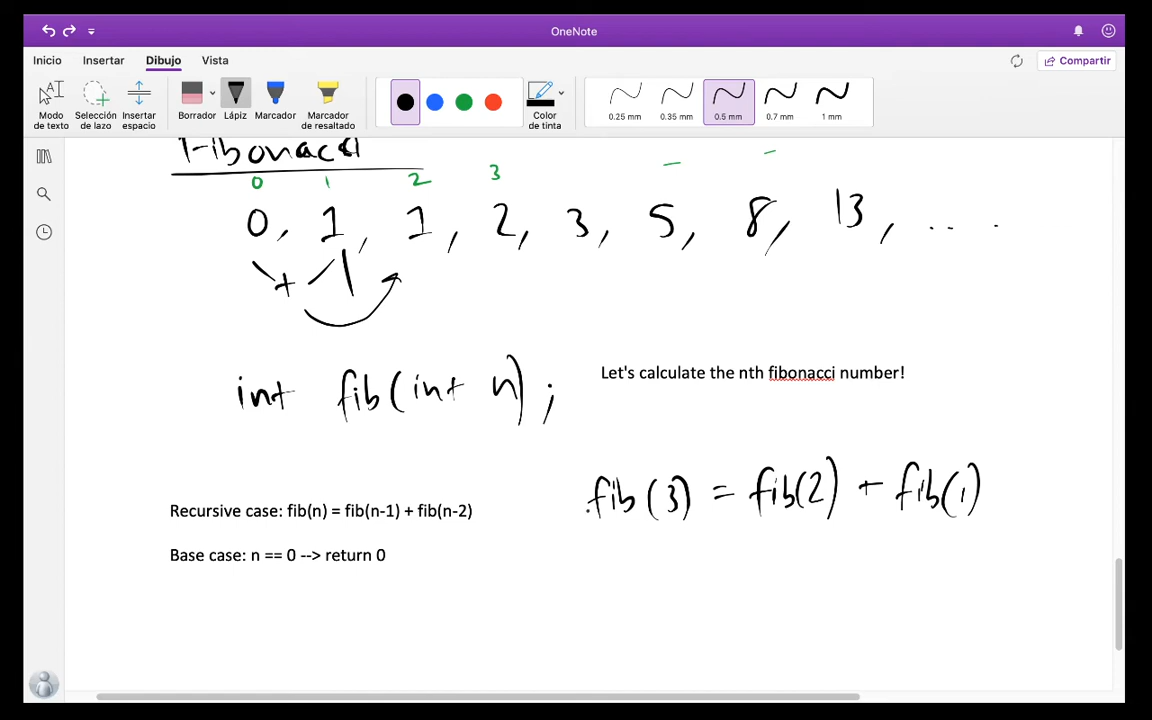 OneNote
Inicio Insertar Dibujo Vista Compartir
Modo de texto Selección de lazo Insertar espacio Borrador Lápiz Marcador Marcador de resaltado Color de tinta 0.25 mm 0.35 mm 0.5 mm 0.7 mm 1 mm
Fibonacci
0 1 2 3
0, 1, 1, 2, 3, 5, 8, 13, ....
+
int fib(int n);
Let's calculate the nth fibonacci number!
fib(3) = fib(2) + fib(1)
Recursive case: fib(n) = fib(n-1) + fib(n-2)
Base case: n == 0 --> return 0